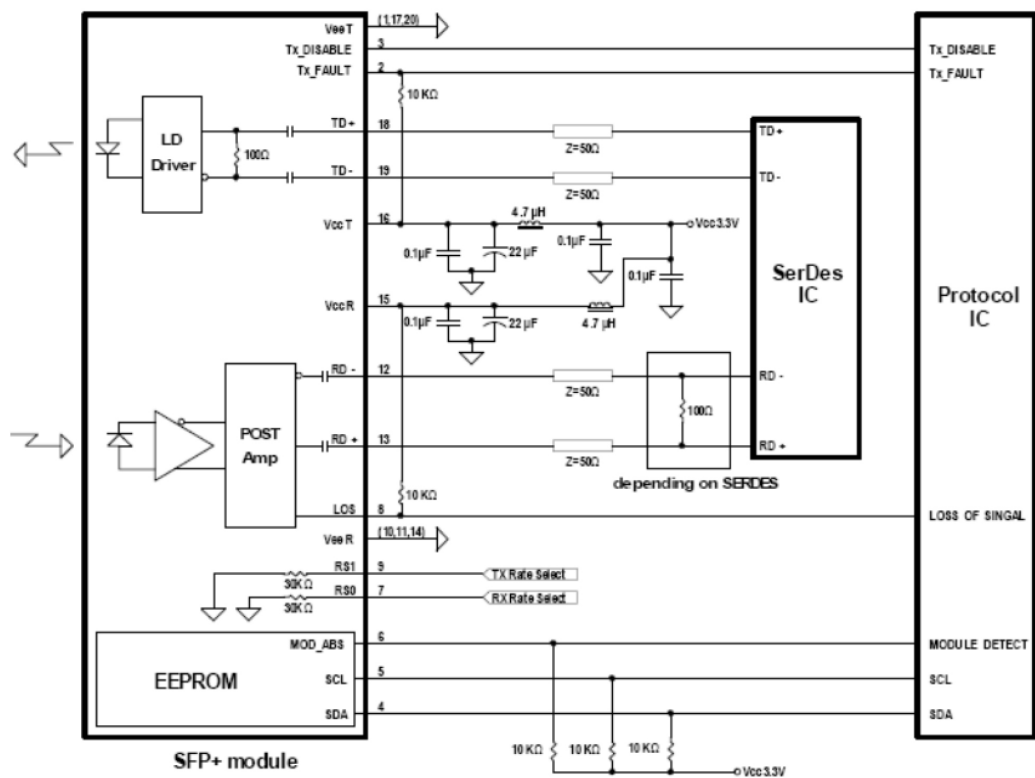 VeeT (1,17,20)
Tx_DISABLE 3 Tx_DISABLE
Tx_FAULT 2 Tx_FAULT
10 KΩ
LD Driver
100Ω
TD+ 18 Z=50Ω TD+
TD- 19 Z=50Ω TD-
VccT 16 4.7 µH Vcc3.3V
0.1µF 22 µF 0.1µF
0.1µF
SerDes IC
Protocol IC
VccR 15
0.1µF 22 µF 4.7 µH
RD - 12 Z=50Ω RD -
100Ω
POST Amp
RD + 13 Z=50Ω RD +
depending on SERDES
10 KΩ
LOS 8 LOSS OF SINGAL
VeeR (10,11,14)
RS1 9 TX Rate Select
30KΩ
RS0 7 RX Rate Select
30KΩ
MOD_ABS 6 MODULE DETECT
EEPROM
SCL 5 SCL
SDA 4 SDA
10 KΩ 10 KΩ 10 KΩ
Vcc3.3V
SFP+ module